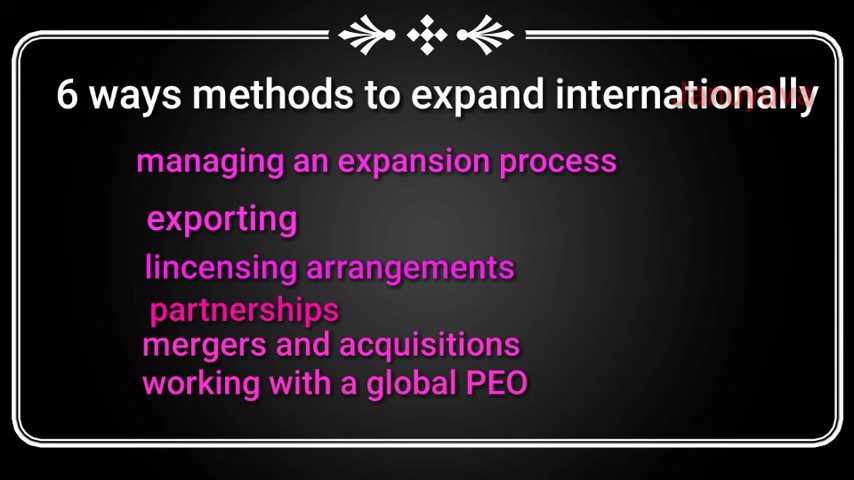 6 ways methods to expand internationally
managing an expansion process
exporting
lincensing arrangements
partnerships
mergers and acquisitions
working with a global PEO